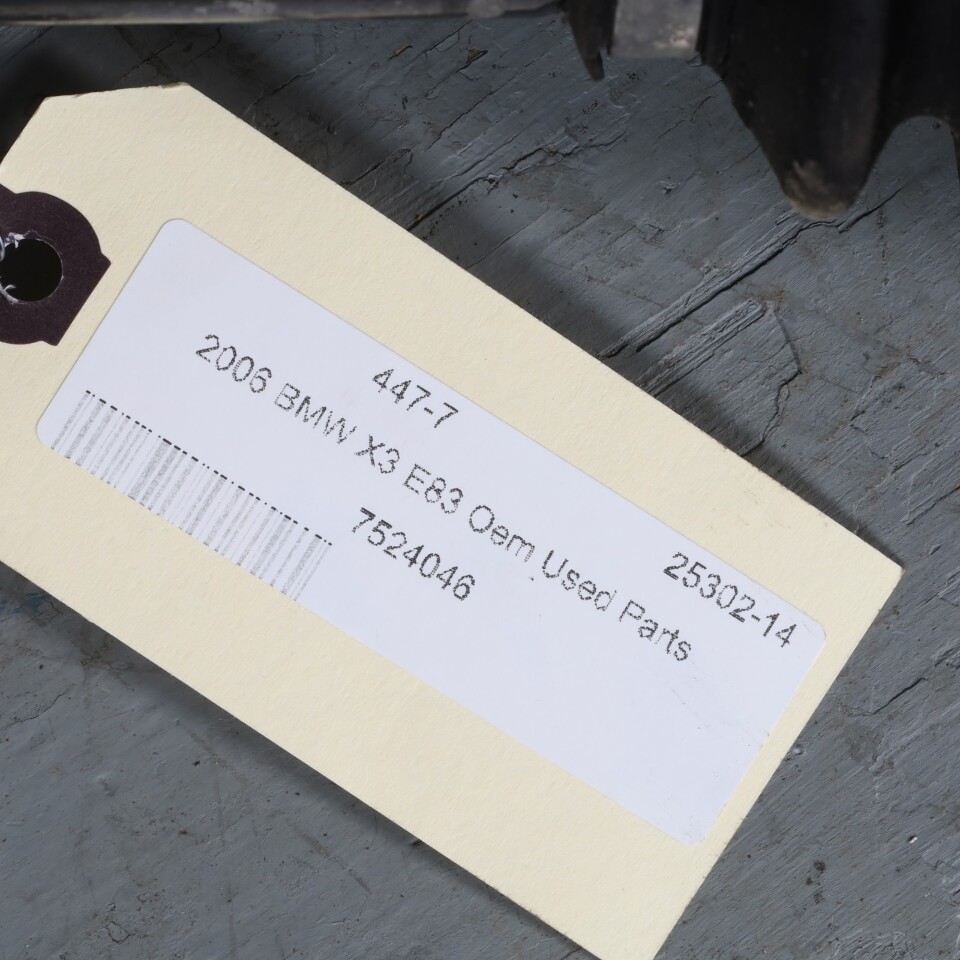 447-7
25302-14
2006 BMW X3 E83 Oem Used Parts
7524046